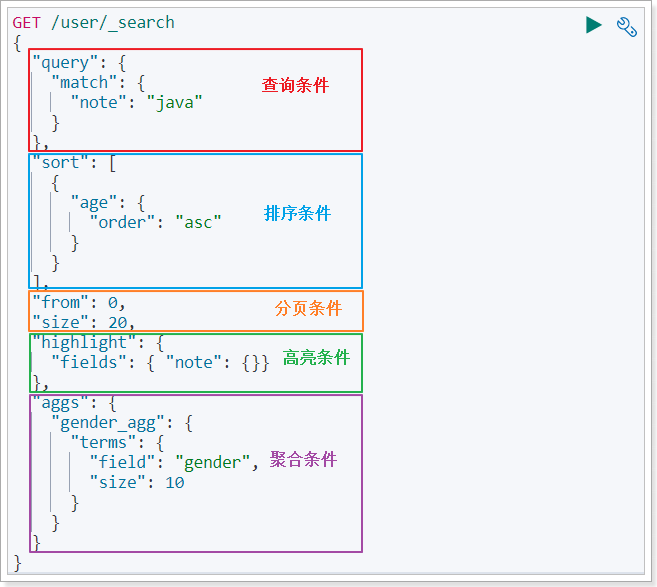 GET /user/_search
{
  "query": {
    "match": {
      "note": "java"
    }
  },
查询条件
  "sort": [
    {
      "age": {
        "order": "asc"
      }
    }
  ],
排序条件
  "from": 0,
  "size": 20,
分页条件
  "highlight": {
    "fields": { "note": {}}
  },
高亮条件
  "aggs": {
    "gender_agg": {
      "terms": {
        "field": "gender",
        "size": 10
      }
    }
  }
聚合条件
}